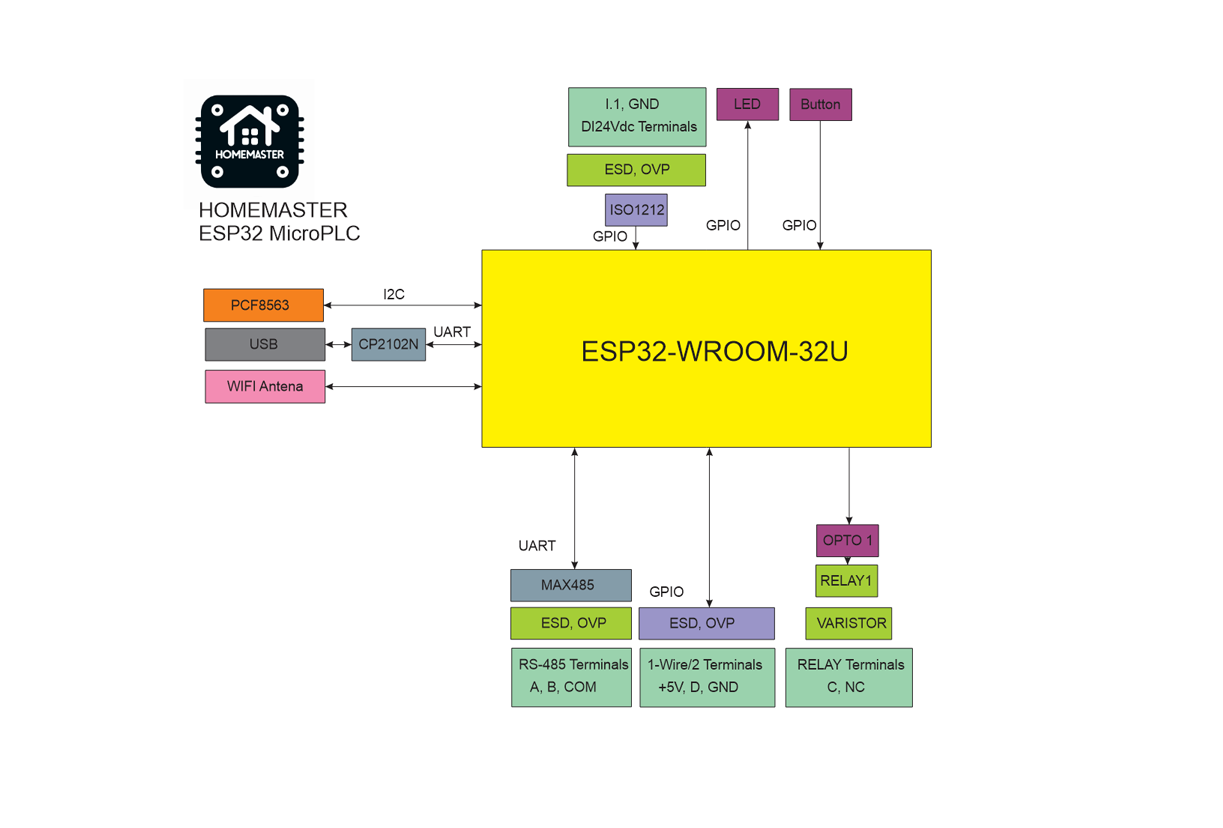 HOMEMASTER
HOMEMASTER
ESP32 MicroPLC
I.1, GND
DI24Vdc Terminals
ESD, OVP
ISO1212
GPIO
LED
GPIO
Button
GPIO
PCF8563
I2C
USB
CP2102N
UART
WIFI Antena
ESP32-WROOM-32U
UART
MAX485
ESD, OVP
RS-485 Terminals
A, B, COM
GPIO
ESD, OVP
1-Wire/2 Terminals
+5V, D, GND
OPTO 1
RELAY1
VARISTOR
RELAY Terminals
C, NC